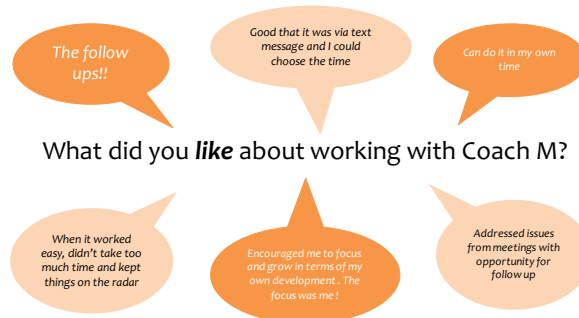 The follow
ups!!
Good that it was via text
message and I could
choose the time
Can do it in my own
time
What did you like about working with Coach M?
When it worked
easy, didn't take too
much time and kept
things on the radar
Encouraged me to focus
and grow in terms of my
own development . The
focus was me !
Addressed issues
from meetings with
opportunity for
follow up